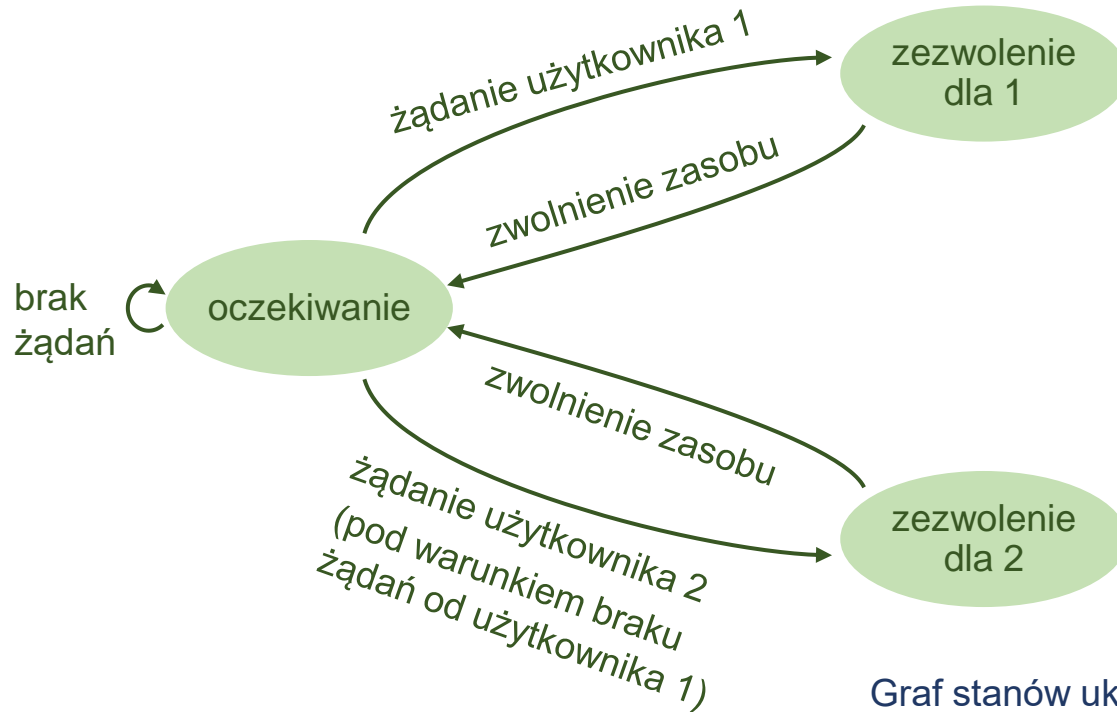 żądanie użytkownika 1
zezwolenie
dla 1
zwolnienie zasobu
brak
żądań
oczekiwanie
zwolnienie zasobu
żądanie użytkownika 2
(pod warunkiem braku
żądań od użytkownika 1)
zezwolenie
dla 2
Graf stanów